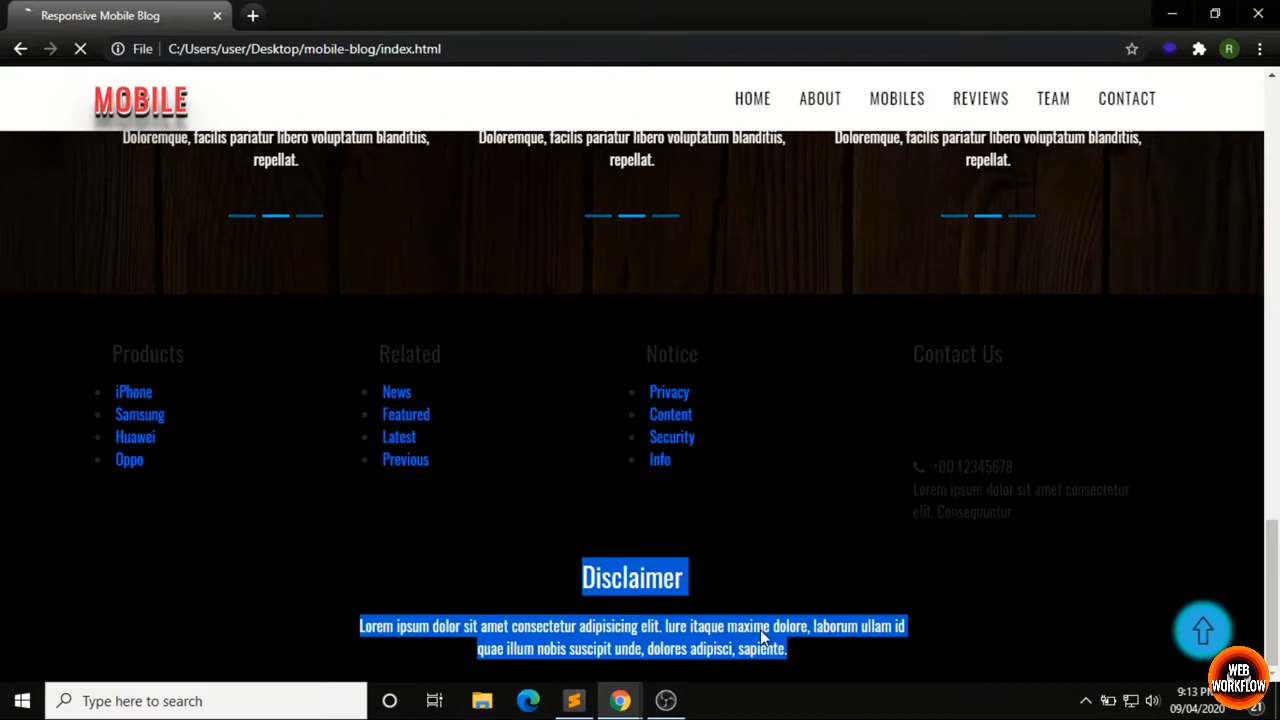 Responsive Mobile Blog
File C:/Users/user/Desktop/mobile-blog/index.html
R
MOBILE
HOME ABOUT MOBILES REVIEWS TEAM CONTACT
Doloremque, facilis pariatur libero voluptatum blanditiis,
repellat.
Doloremque, facilis pariatur libero voluptatum blanditiis,
repellat.
Doloremque, facilis pariatur libero voluptatum blanditiis,
repellat.
Products
iPhone
Samsung
Huawei
Oppo
Related
News
Featured
Latest
Previous
Notice
Privacy
Content
Security
Info
Contact Us
+00 12345678
Lorem ipsum dolor sit amet consectetur
elit. Consequuntur.
Disclaimer
Lorem ipsum dolor sit amet consectetur adipisicing elit. Iure itaque maxime dolore, laborum ullam id
quae illum nobis suscipit unde, dolores adipisci, sapiente.
WEB
WORKFLOW
Type here to search
9:13 PM
09/04/2020
21